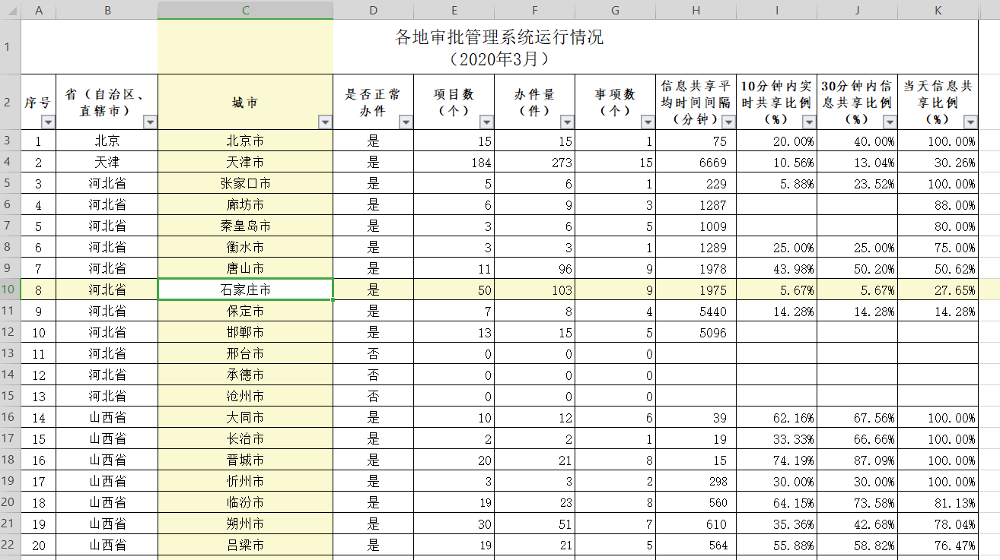 A B C D E F G H I J K
1 各地审批管理系统运行情况
（2020年3月）
2 序号 省（自治区、直辖市） 城市 是否正常办件 项目数（个） 办件量（件） 事项数（个） 信息共享平均时间间隔（分钟） 10分钟内实时共享比例（%） 30分钟内信息共享比例（%） 当天信息共享比例（%）
3 1 北京 北京市 是 15 15 1 75 20.00% 40.00% 100.00%
4 2 天津 天津市 是 184 273 15 6669 10.56% 13.04% 30.26%
5 3 河北省 张家口市 是 5 6 1 229 5.88% 23.52% 100.00%
6 4 河北省 廊坊市 是 6 9 3 1287 88.00%
7 5 河北省 秦皇岛市 是 3 6 5 1009 80.00%
8 6 河北省 衡水市 是 3 3 1 1289 25.00% 25.00% 75.00%
9 7 河北省 唐山市 是 11 96 9 1978 43.98% 50.20% 50.62%
10 8 河北省 石家庄市 是 50 103 9 1975 5.67% 5.67% 27.65%
11 9 河北省 保定市 是 7 8 4 5440 14.28% 14.28% 14.28%
12 10 河北省 邯郸市 是 13 15 5 5096
13 11 河北省 邢台市 否 0 0 0
14 12 河北省 承德市 否 0 0 0
15 13 河北省 沧州市 否 0 0 0
16 14 山西省 大同市 是 10 12 6 39 62.16% 67.56% 100.00%
17 15 山西省 长治市 是 2 2 1 19 33.33% 66.66% 100.00%
18 16 山西省 晋城市 是 20 21 8 15 74.19% 87.09% 100.00%
19 17 山西省 忻州市 是 3 3 2 298 30.00% 30.00% 100.00%
20 18 山西省 临汾市 是 19 23 8 560 64.15% 73.58% 81.13%
21 19 山西省 朔州市 是 30 51 7 610 35.36% 42.68% 78.04%
22 20 山西省 吕梁市 是 19 21 5 564 55.88% 58.82% 76.47%